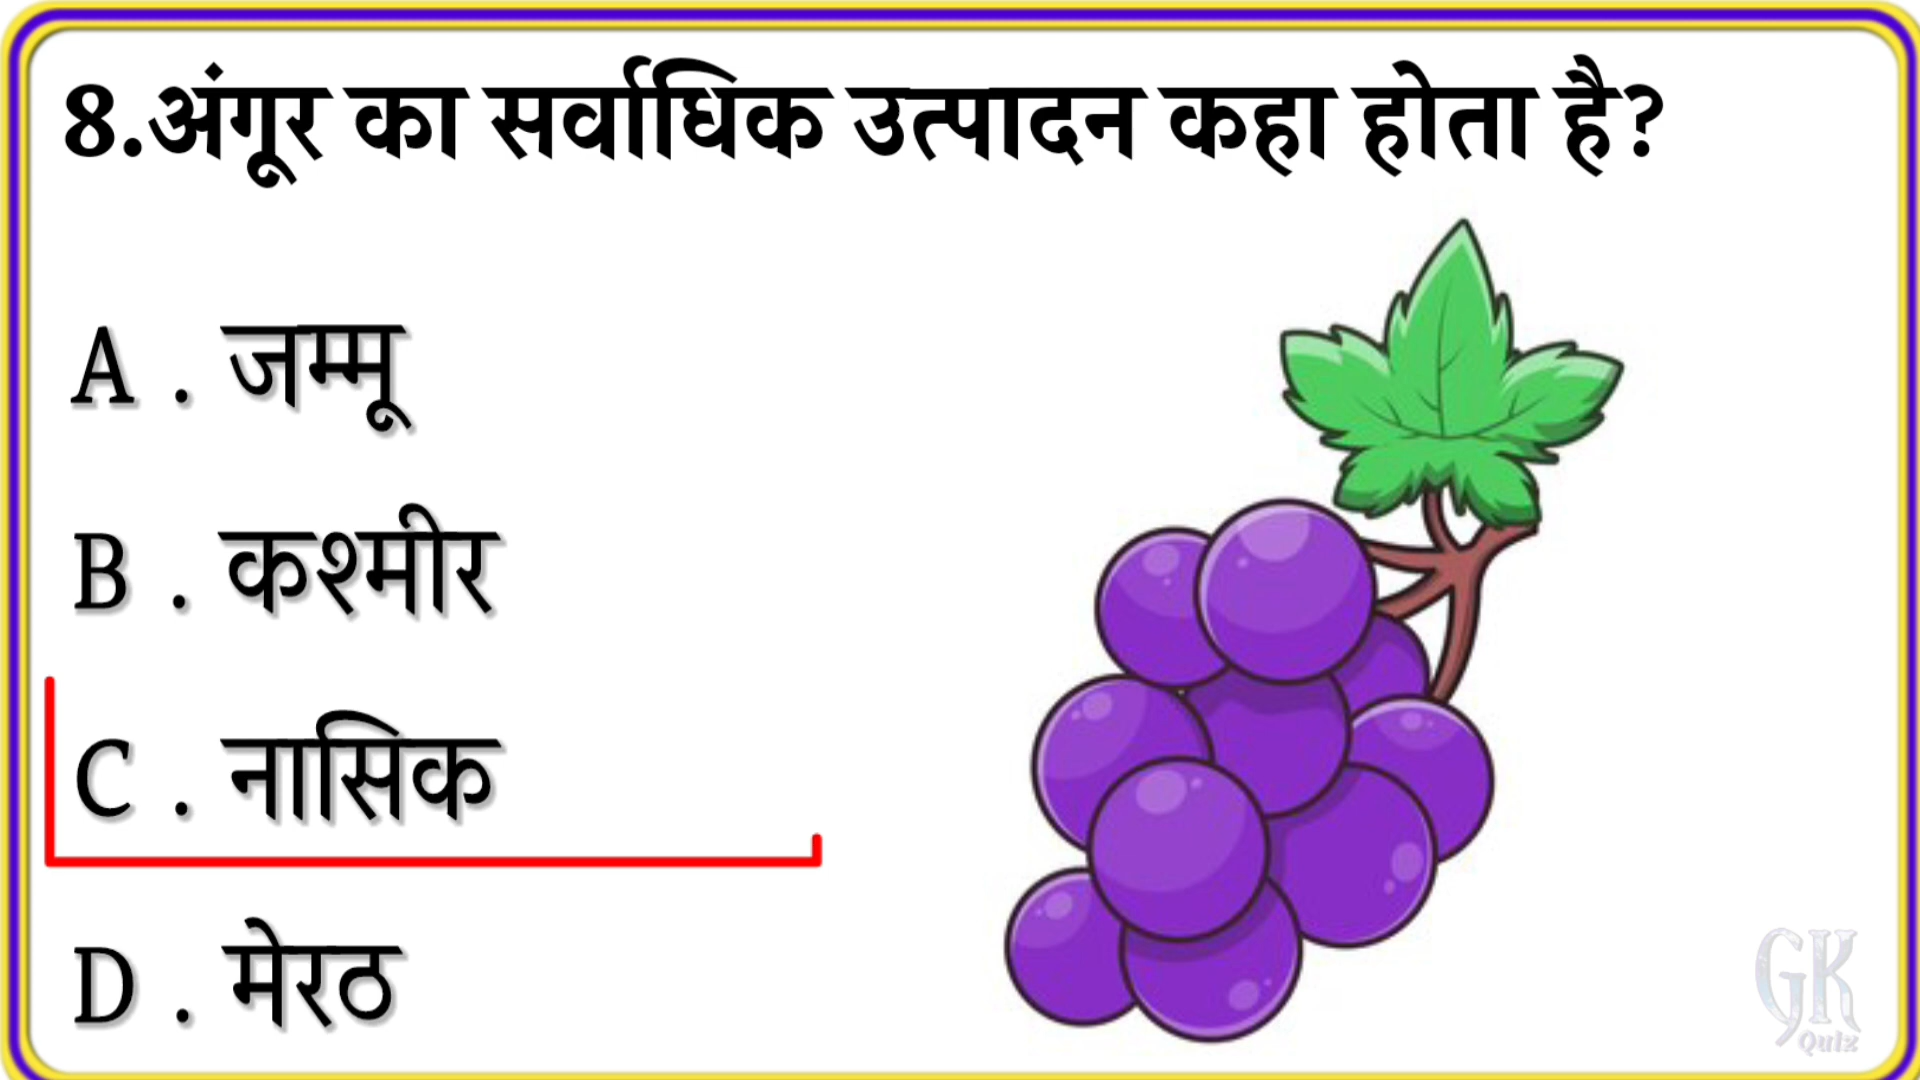 8.अंगूर का सर्वाधिक उत्पादन कहा होता है?
A . जम्मू
B . कश्मीर
C . नासिक
D . मेरठ
GK
Quiz